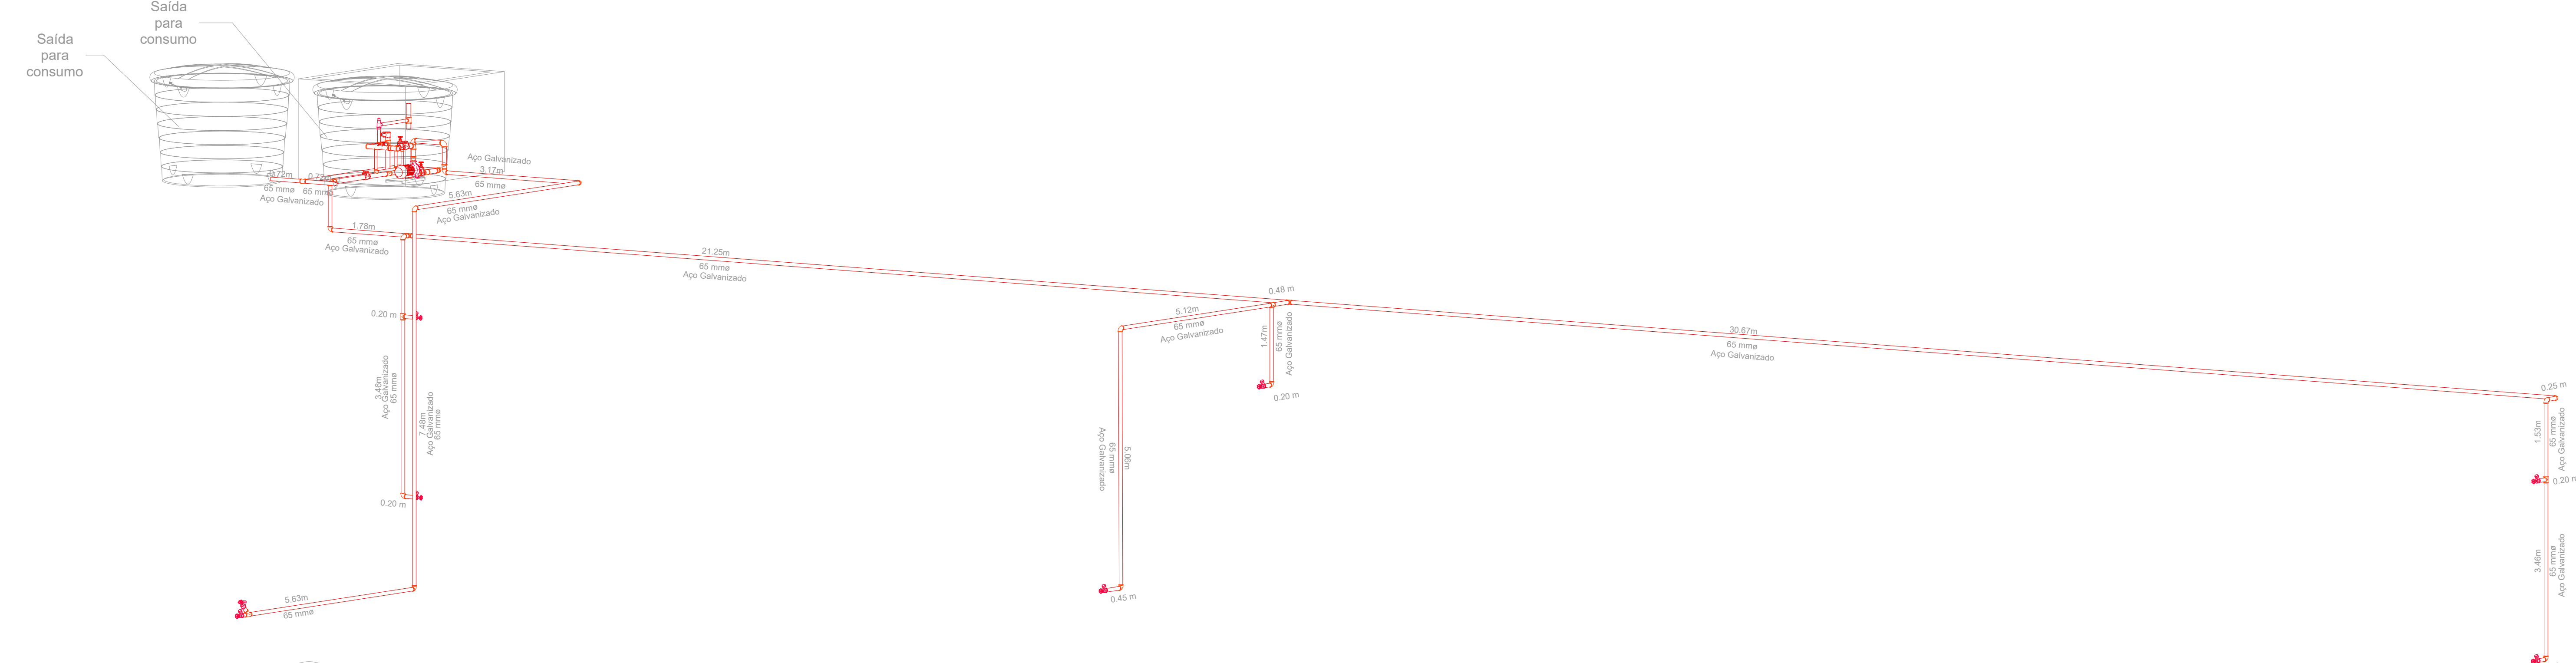 Saída
para
consumo
Saída
para
consumo
Aço Galvanizado
3.17m
65 mmø
0.72m
0.72m
65 mmø
65 mmø
Aço Galvanizado
5.63m
65 mmø
Aço Galvanizado
1.78m
65 mmø
Aço Galvanizado
21.25m
65 mmø
Aço Galvanizado
0.48 m
5.12m
65 mmø
Aço Galvanizado
1.47m
65 mmø
Aço Galvanizado
0.20 m
30.67m
65 mmø
Aço Galvanizado
0.25 m
1.53m
65 mmø
Aço Galvanizado
0.20 m
3.46m
65 mmø
Aço Galvanizado
0.20 m
3.46m
Aço Galvanizado
65 mmø
7.48m
Aço Galvanizado
65 mmø
0.20 m
5.06m
65 mmø
Aço Galvanizado
0.45 m
5.63m
65 mmø